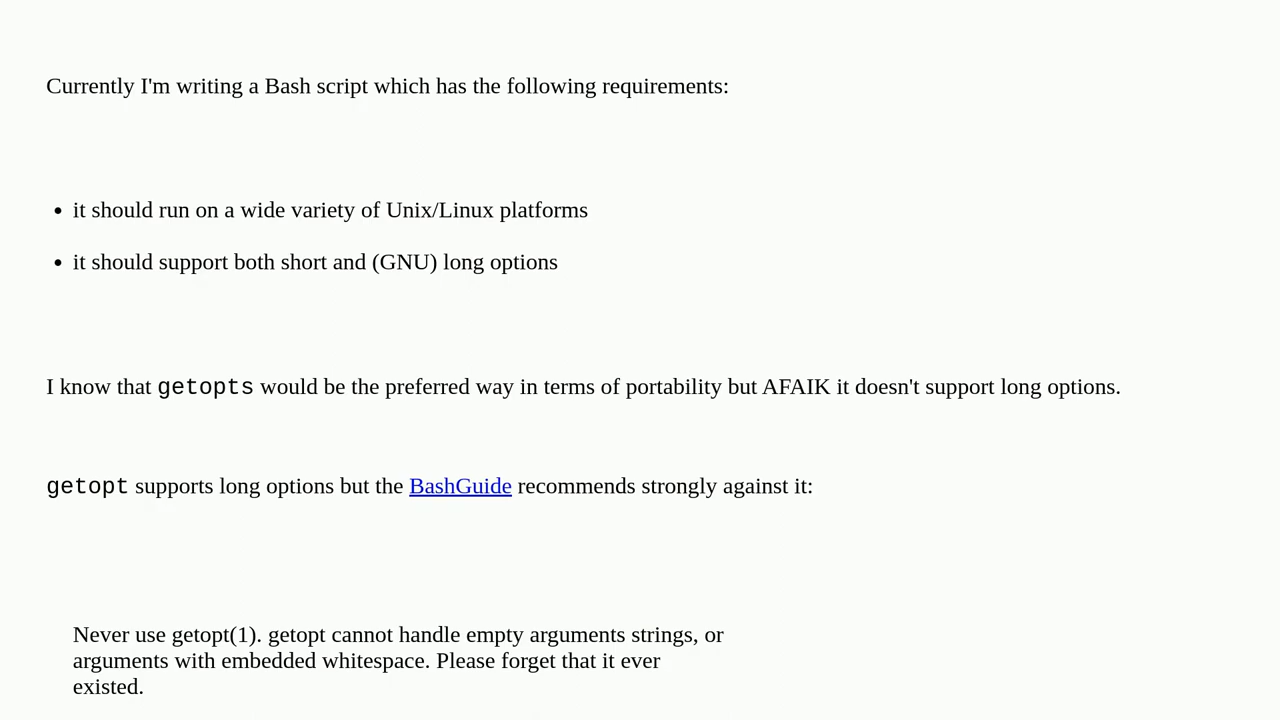 Currently I'm writing a Bash script which has the following requirements:
• it should run on a wide variety of Unix/Linux platforms
• it should support both short and (GNU) long options
I know that getopts would be the preferred way in terms of portability but AFAIK it doesn't support long options.
getopt supports long options but the BashGuide recommends strongly against it:
Never use getopt(1). getopt cannot handle empty arguments strings, or
arguments with embedded whitespace. Please forget that it ever
existed.